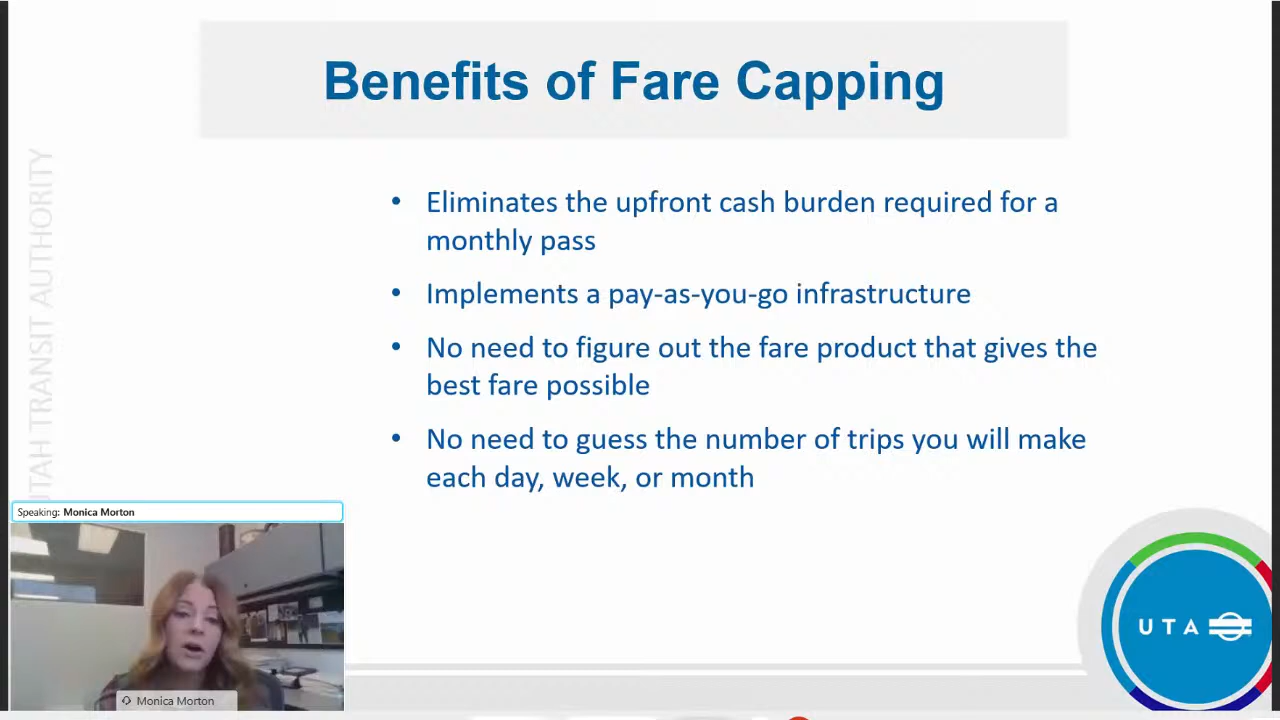 Benefits of Fare Capping
UTAH TRANSIT AUTHORITY
• Eliminates the upfront cash burden required for a
monthly pass
• Implements a pay-as-you-go infrastructure
• No need to figure out the fare product that gives the
best fare possible
• No need to guess the number of trips you will make
each day, week, or month
Speaking: Monica Morton
Monica Morton
UTA